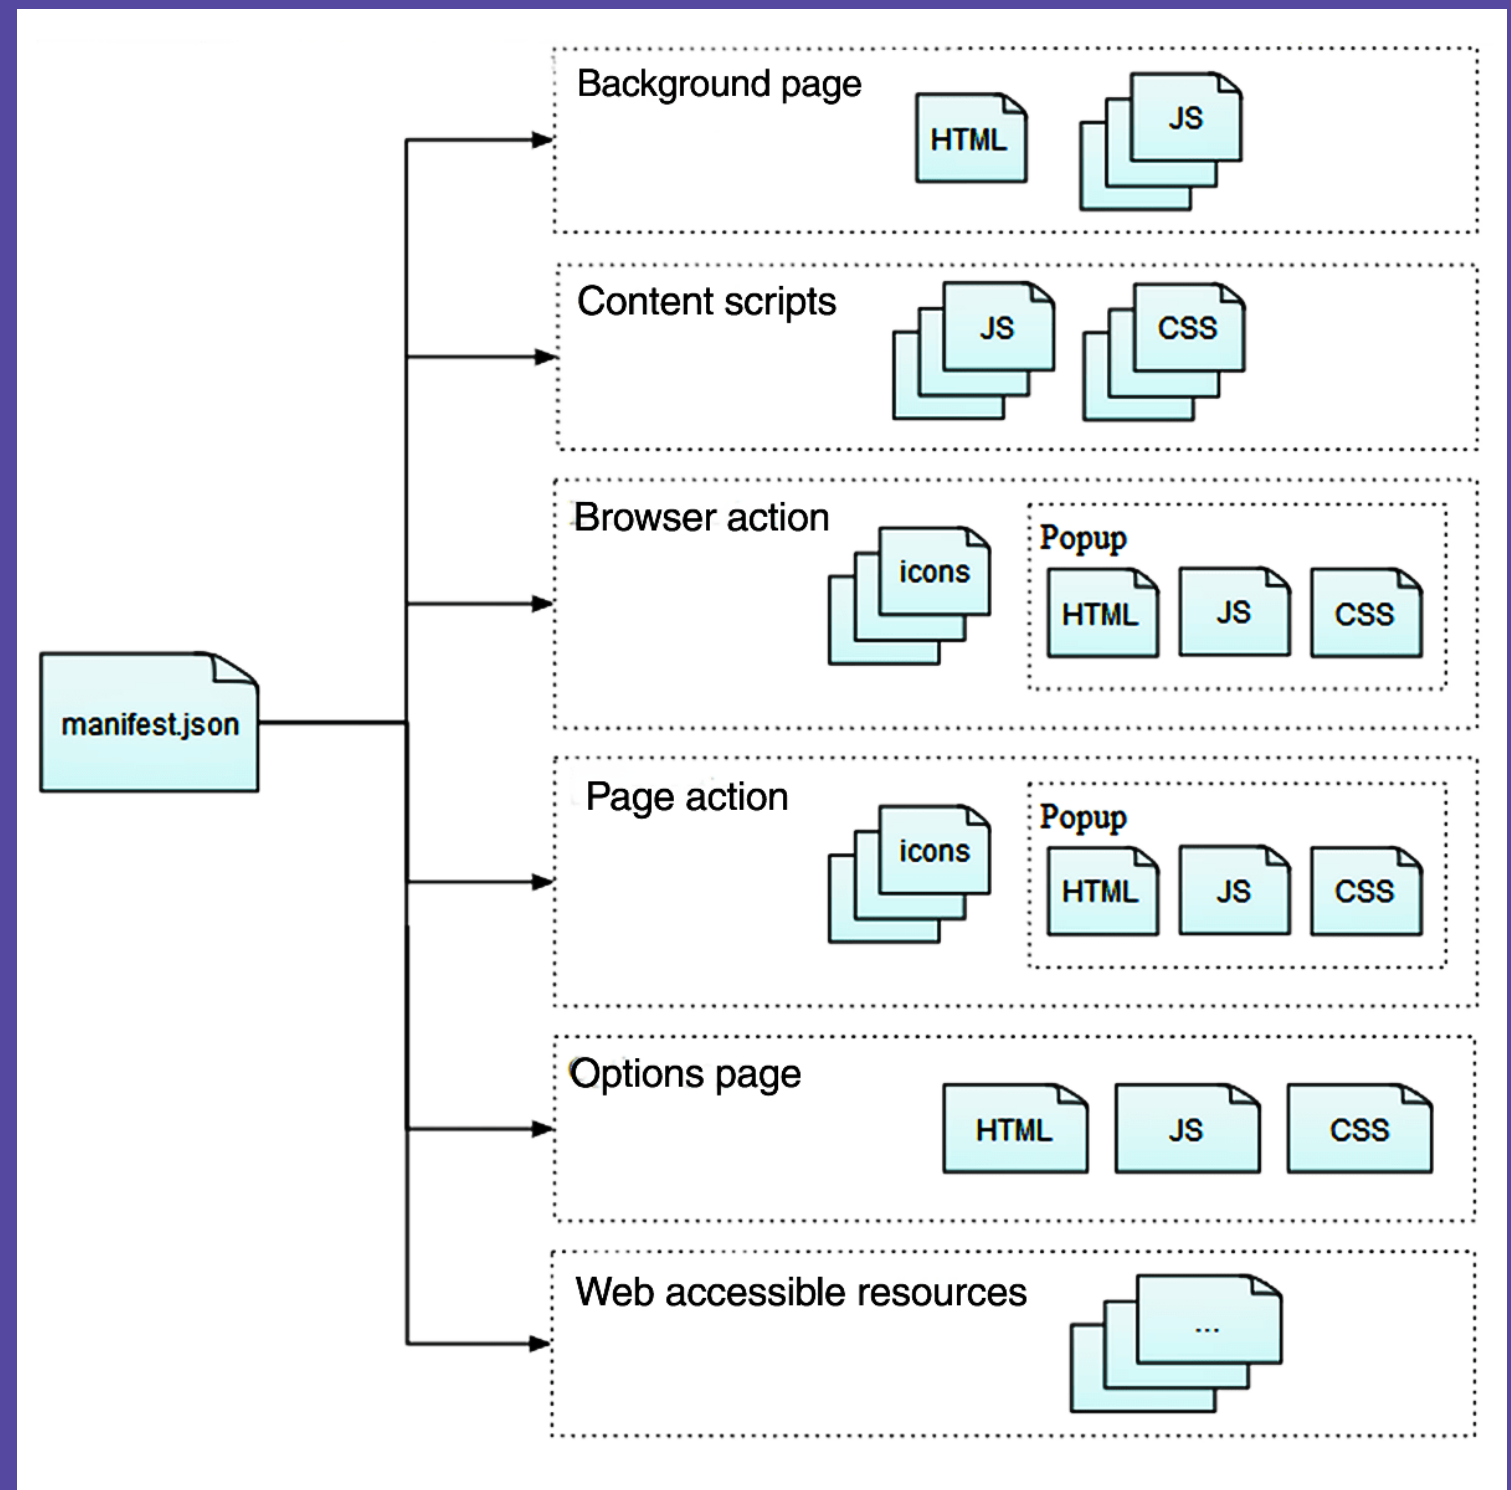 Background page
HTML
JS
Content scripts
JS
CSS
Browser action
icons
Popup
HTML
JS
CSS
manifest.json
Page action
icons
Popup
HTML
JS
CSS
Options page
HTML
JS
CSS
Web accessible resources
...